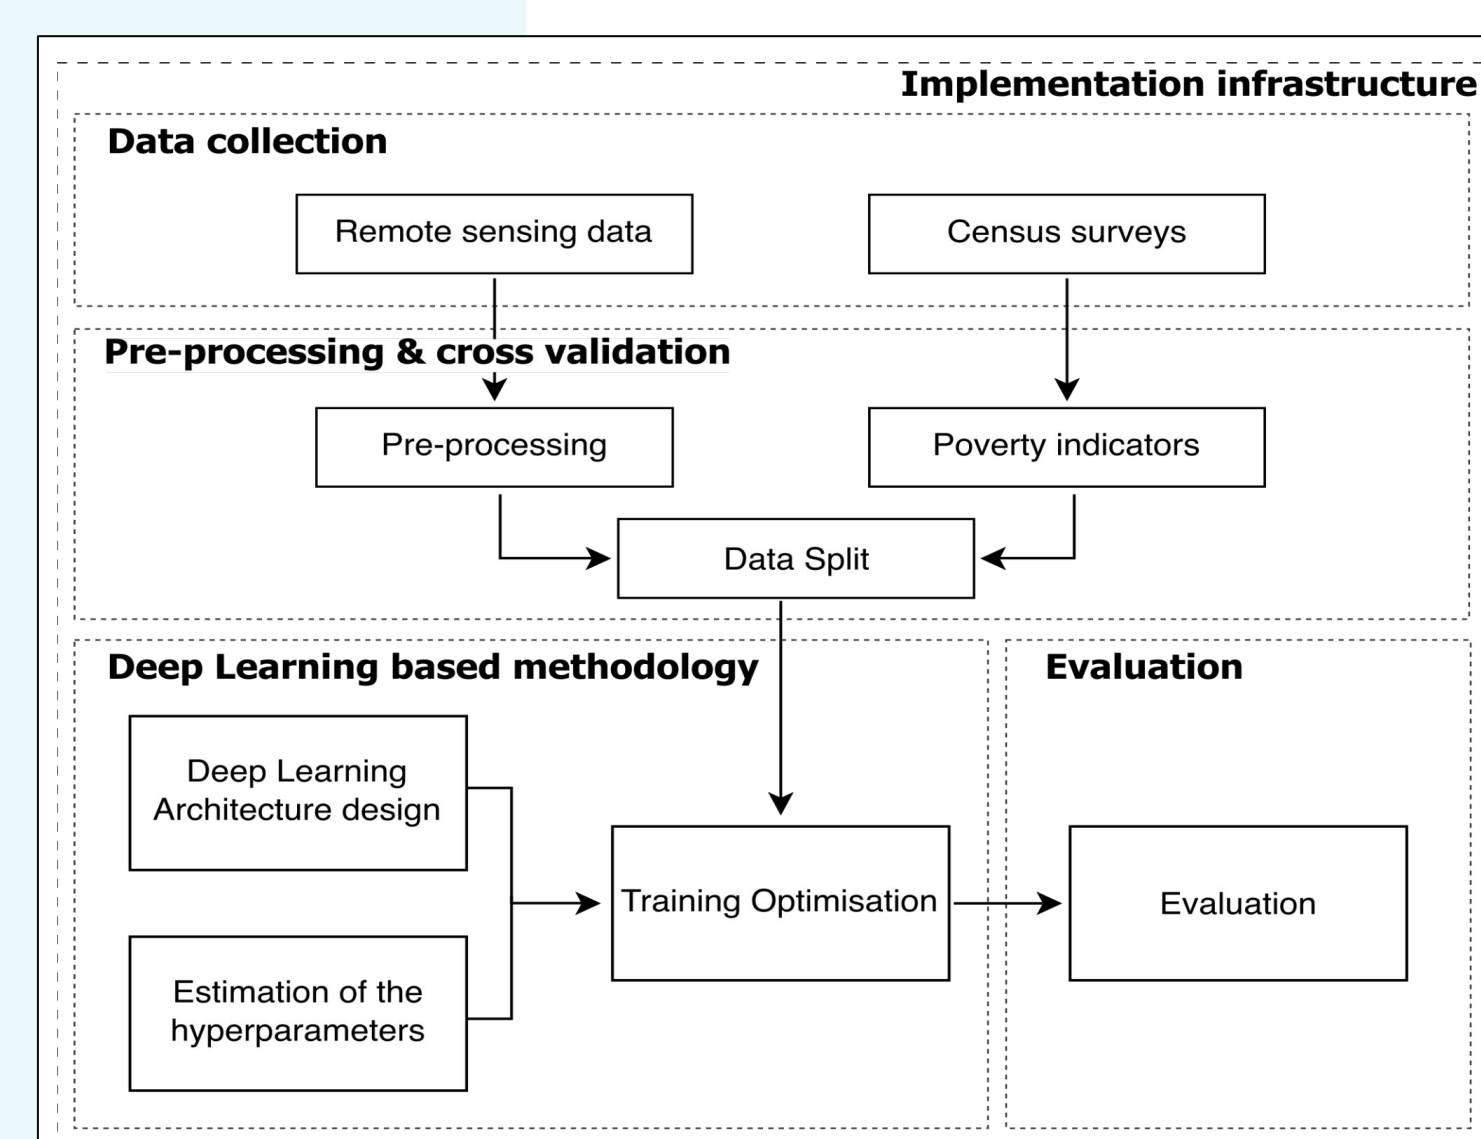 Implementation infrastructure
Data collection
Remote sensing data
Census surveys
Pre-processing & cross validation
Pre-processing
Poverty indicators
Data Split
Deep Learning based methodology
Evaluation
Deep Learning
Architecture design
Training Optimisation
Evaluation
Estimation of the
hyperparameters